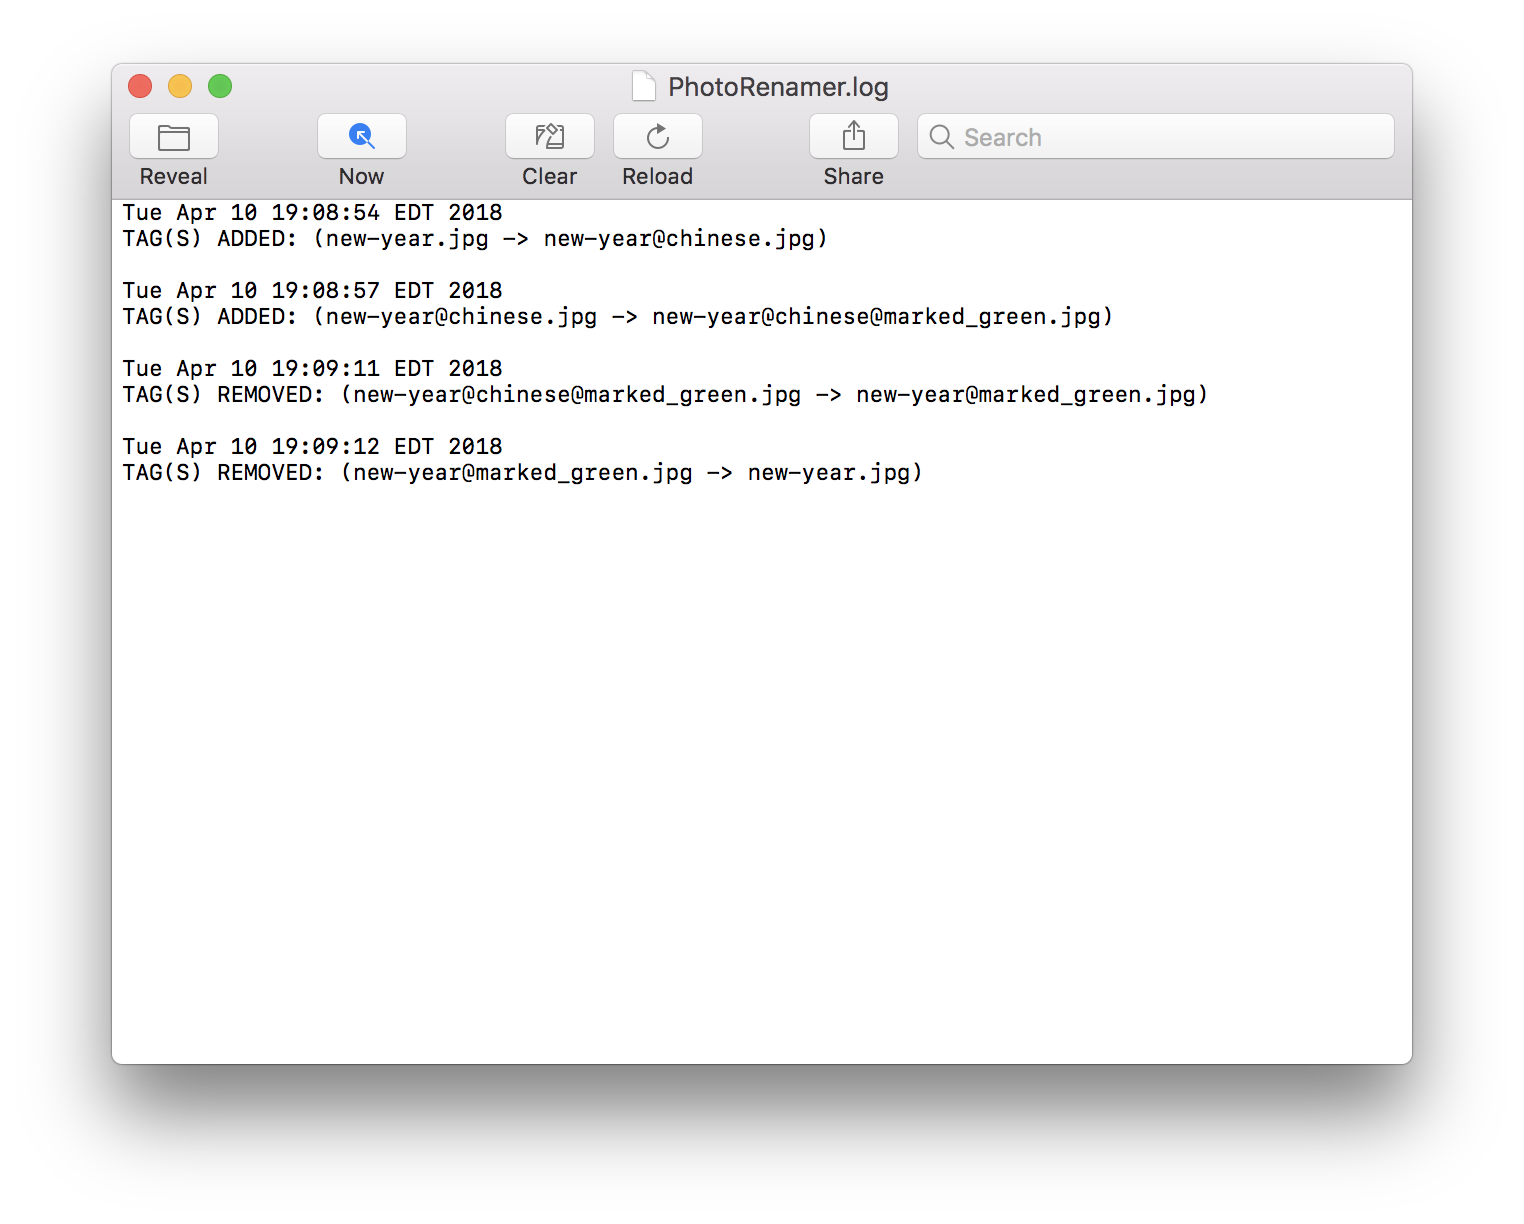 PhotoRenamer.log
Reveal Now Clear Reload Share Search
Tue Apr 10 19:08:54 EDT 2018
TAG(S) ADDED: (new-year.jpg -> new-year@chinese.jpg)
Tue Apr 10 19:08:57 EDT 2018
TAG(S) ADDED: (new-year@chinese.jpg -> new-year@chinese@marked_green.jpg)
Tue Apr 10 19:09:11 EDT 2018
TAG(S) REMOVED: (new-year@chinese@marked_green.jpg -> new-year@marked_green.jpg)
Tue Apr 10 19:09:12 EDT 2018
TAG(S) REMOVED: (new-year@marked_green.jpg -> new-year.jpg)